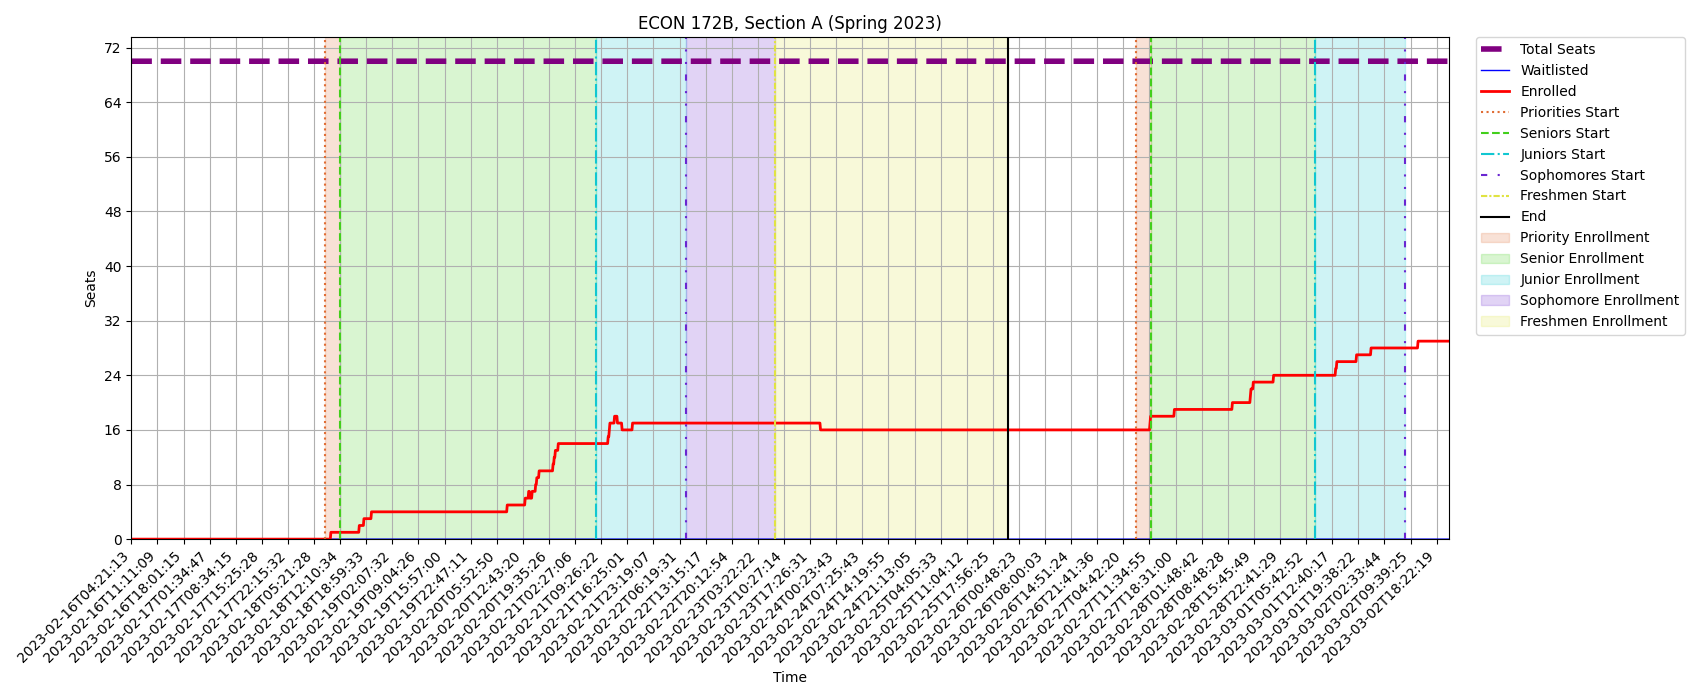 ECON 172B, Section A (Spring 2023)
Seats
72
64
56
48
40
32
24
16
8
0
2023-02-16T04:21:13
2023-02-16T11:11:09
2023-02-16T18:01:15
2023-02-17T01:34:47
2023-02-17T08:34:15
2023-02-17T15:25:28
2023-02-17T22:15:32
2023-02-18T05:21:28
2023-02-18T12:10:34
2023-02-18T18:59:33
2023-02-19T02:07:32
2023-02-19T09:04:26
2023-02-19T15:57:00
2023-02-19T22:47:11
2023-02-20T05:52:50
2023-02-20T12:43:20
2023-02-20T19:35:26
2023-02-21T02:27:06
2023-02-21T09:26:22
2023-02-21T16:25:01
2023-02-21T23:19:07
2023-02-22T06:19:31
2023-02-22T13:15:17
2023-02-22T20:12:54
2023-02-23T03:22:22
2023-02-23T10:27:14
2023-02-23T17:26:31
2023-02-24T00:23:43
2023-02-24T07:25:43
2023-02-24T14:19:55
2023-02-24T21:13:05
2023-02-25T04:05:33
2023-02-25T11:04:12
2023-02-25T17:56:25
2023-02-26T00:48:23
2023-02-26T08:00:03
2023-02-26T14:51:24
2023-02-26T21:41:36
2023-02-27T04:42:20
2023-02-27T11:34:55
2023-02-27T18:31:00
2023-02-28T01:48:42
2023-02-28T08:48:28
2023-02-28T15:45:49
2023-02-28T22:41:29
2023-03-01T05:42:52
2023-03-01T12:40:17
2023-03-01T19:38:22
2023-03-02T02:33:44
2023-03-02T09:39:25
2023-03-02T18:22:19
Time
Total Seats
Waitlisted
Enrolled
Priorities Start
Seniors Start
Juniors Start
Sophomores Start
Freshmen Start
End
Priority Enrollment
Senior Enrollment
Junior Enrollment
Sophomore Enrollment
Freshmen Enrollment